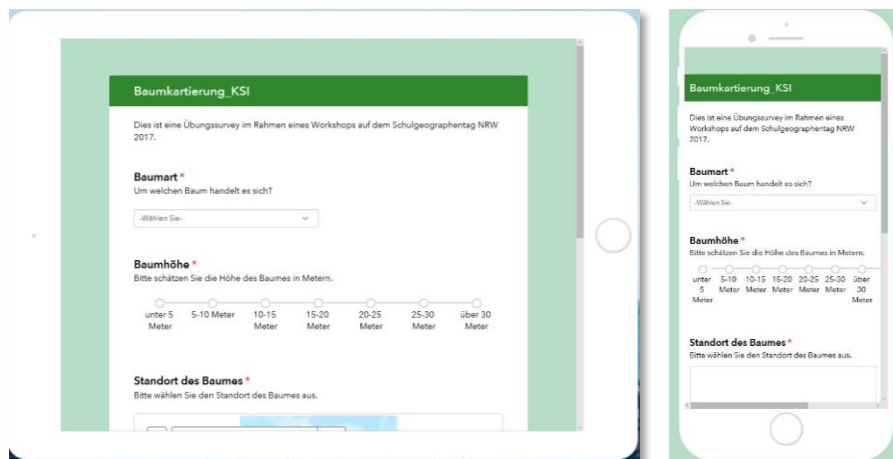 Baumkartierung_KSI
Dies ist eine Übungssurvey im Rahmen eines Workshops auf dem Schulgeographentag NRW
2017.
Baumart *
Um welchen Baum handelt es sich?
-Wählen Sie-
Baumhöhe *
Bitte schätzen Sie die Höhe des Baumes in Metern.
unter 5 5-10 Meter 10-15 15-20 20-25 25-30 über 30
Meter Meter Meter Meter Meter Meter
Standort des Baumes *
Bitte wählen Sie den Standort des Baumes aus.
Baumkartierung_KSI
Dies ist eine Übungssurvey im Rahmen eines
Workshops auf dem Schulgeographentag NRW
2017.
Baumart *
Um welchen Baum handelt es sich?
-Wählen Sie-
Baumhöhe *
Bitte schätzen Sie die Höhe des Baumes in Metern.
unter 5-10 10-15 15-20 20-25 25-30 über
5 Meter Meter Meter Meter Meter 30
Meter Meter
Standort des Baumes *
Bitte wählen Sie den Standort des Baumes aus.